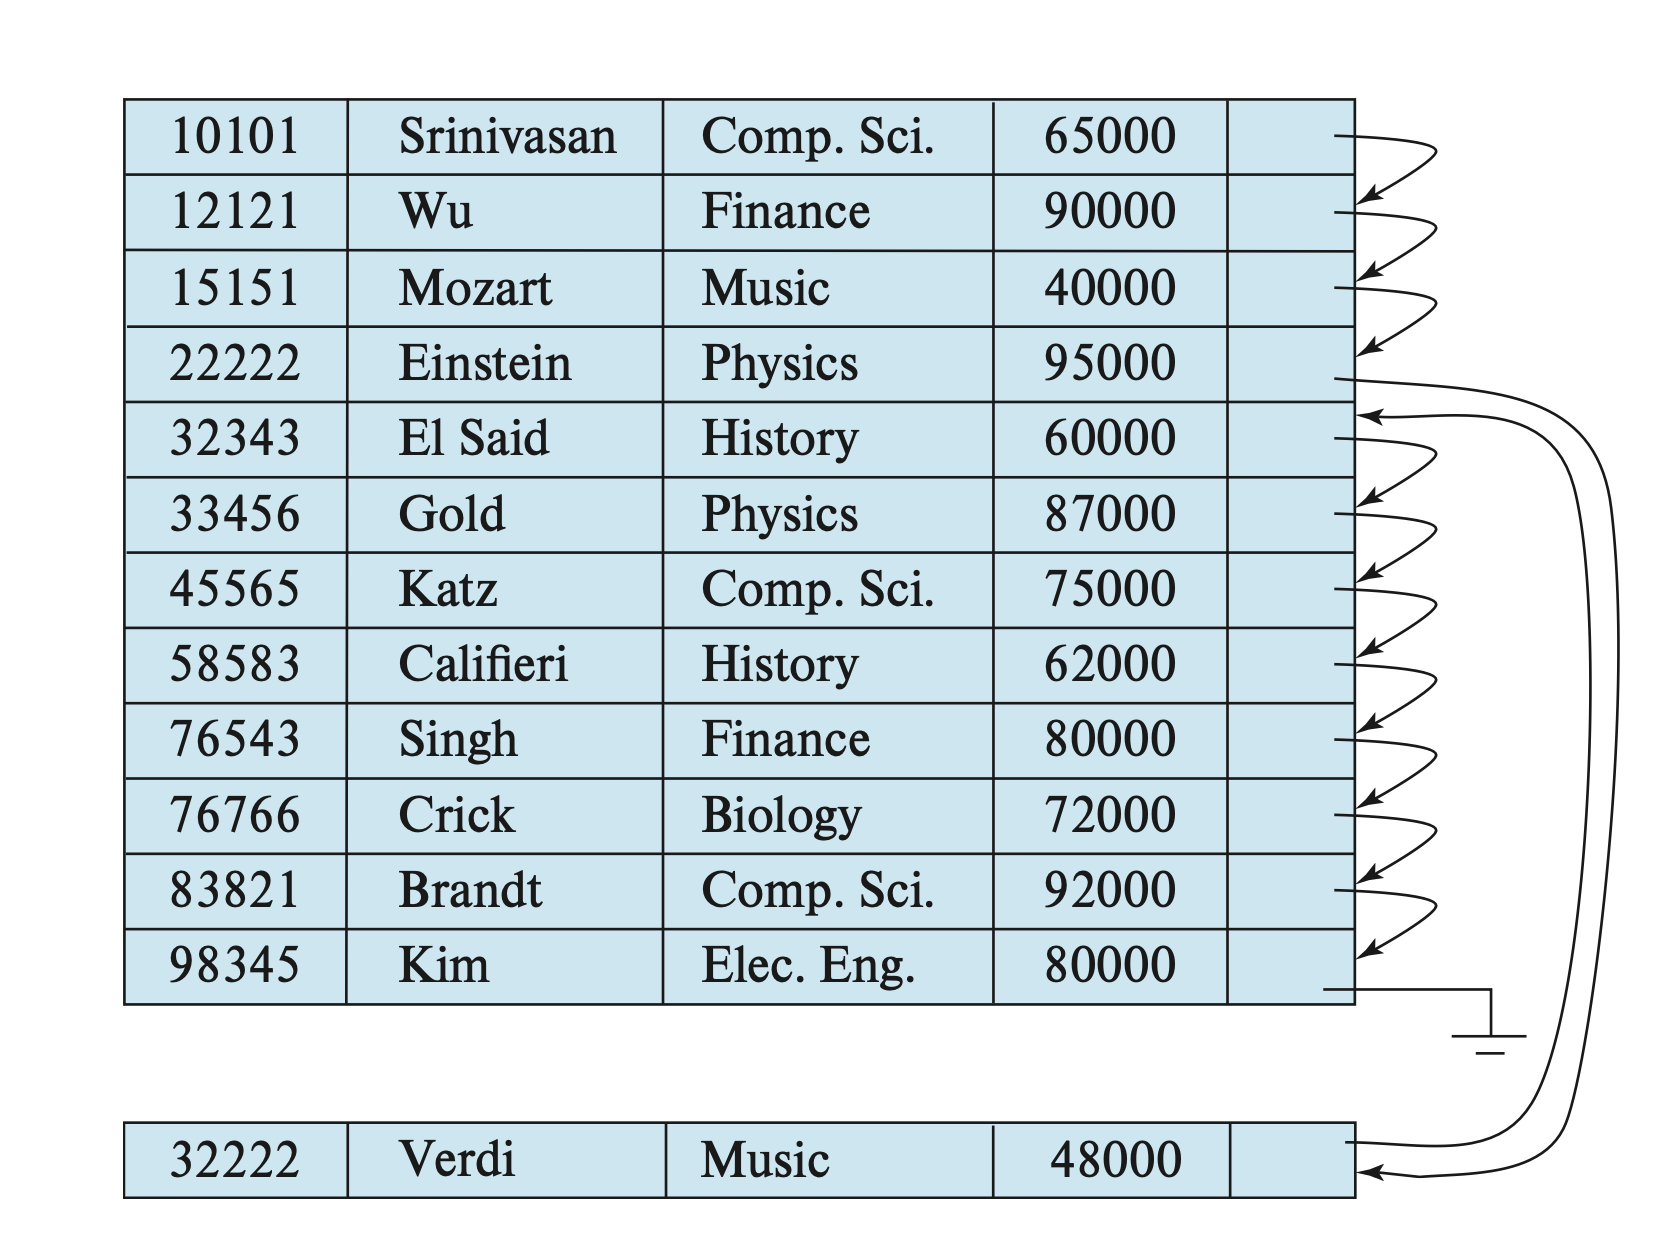 10101 Srinivasan Comp. Sci. 65000
12121 Wu Finance 90000
15151 Mozart Music 40000
22222 Einstein Physics 95000
32343 El Said History 60000
33456 Gold Physics 87000
45565 Katz Comp. Sci. 75000
58583 Califieri History 62000
76543 Singh Finance 80000
76766 Crick Biology 72000
83821 Brandt Comp. Sci. 92000
98345 Kim Elec. Eng. 80000
32222 Verdi Music 48000